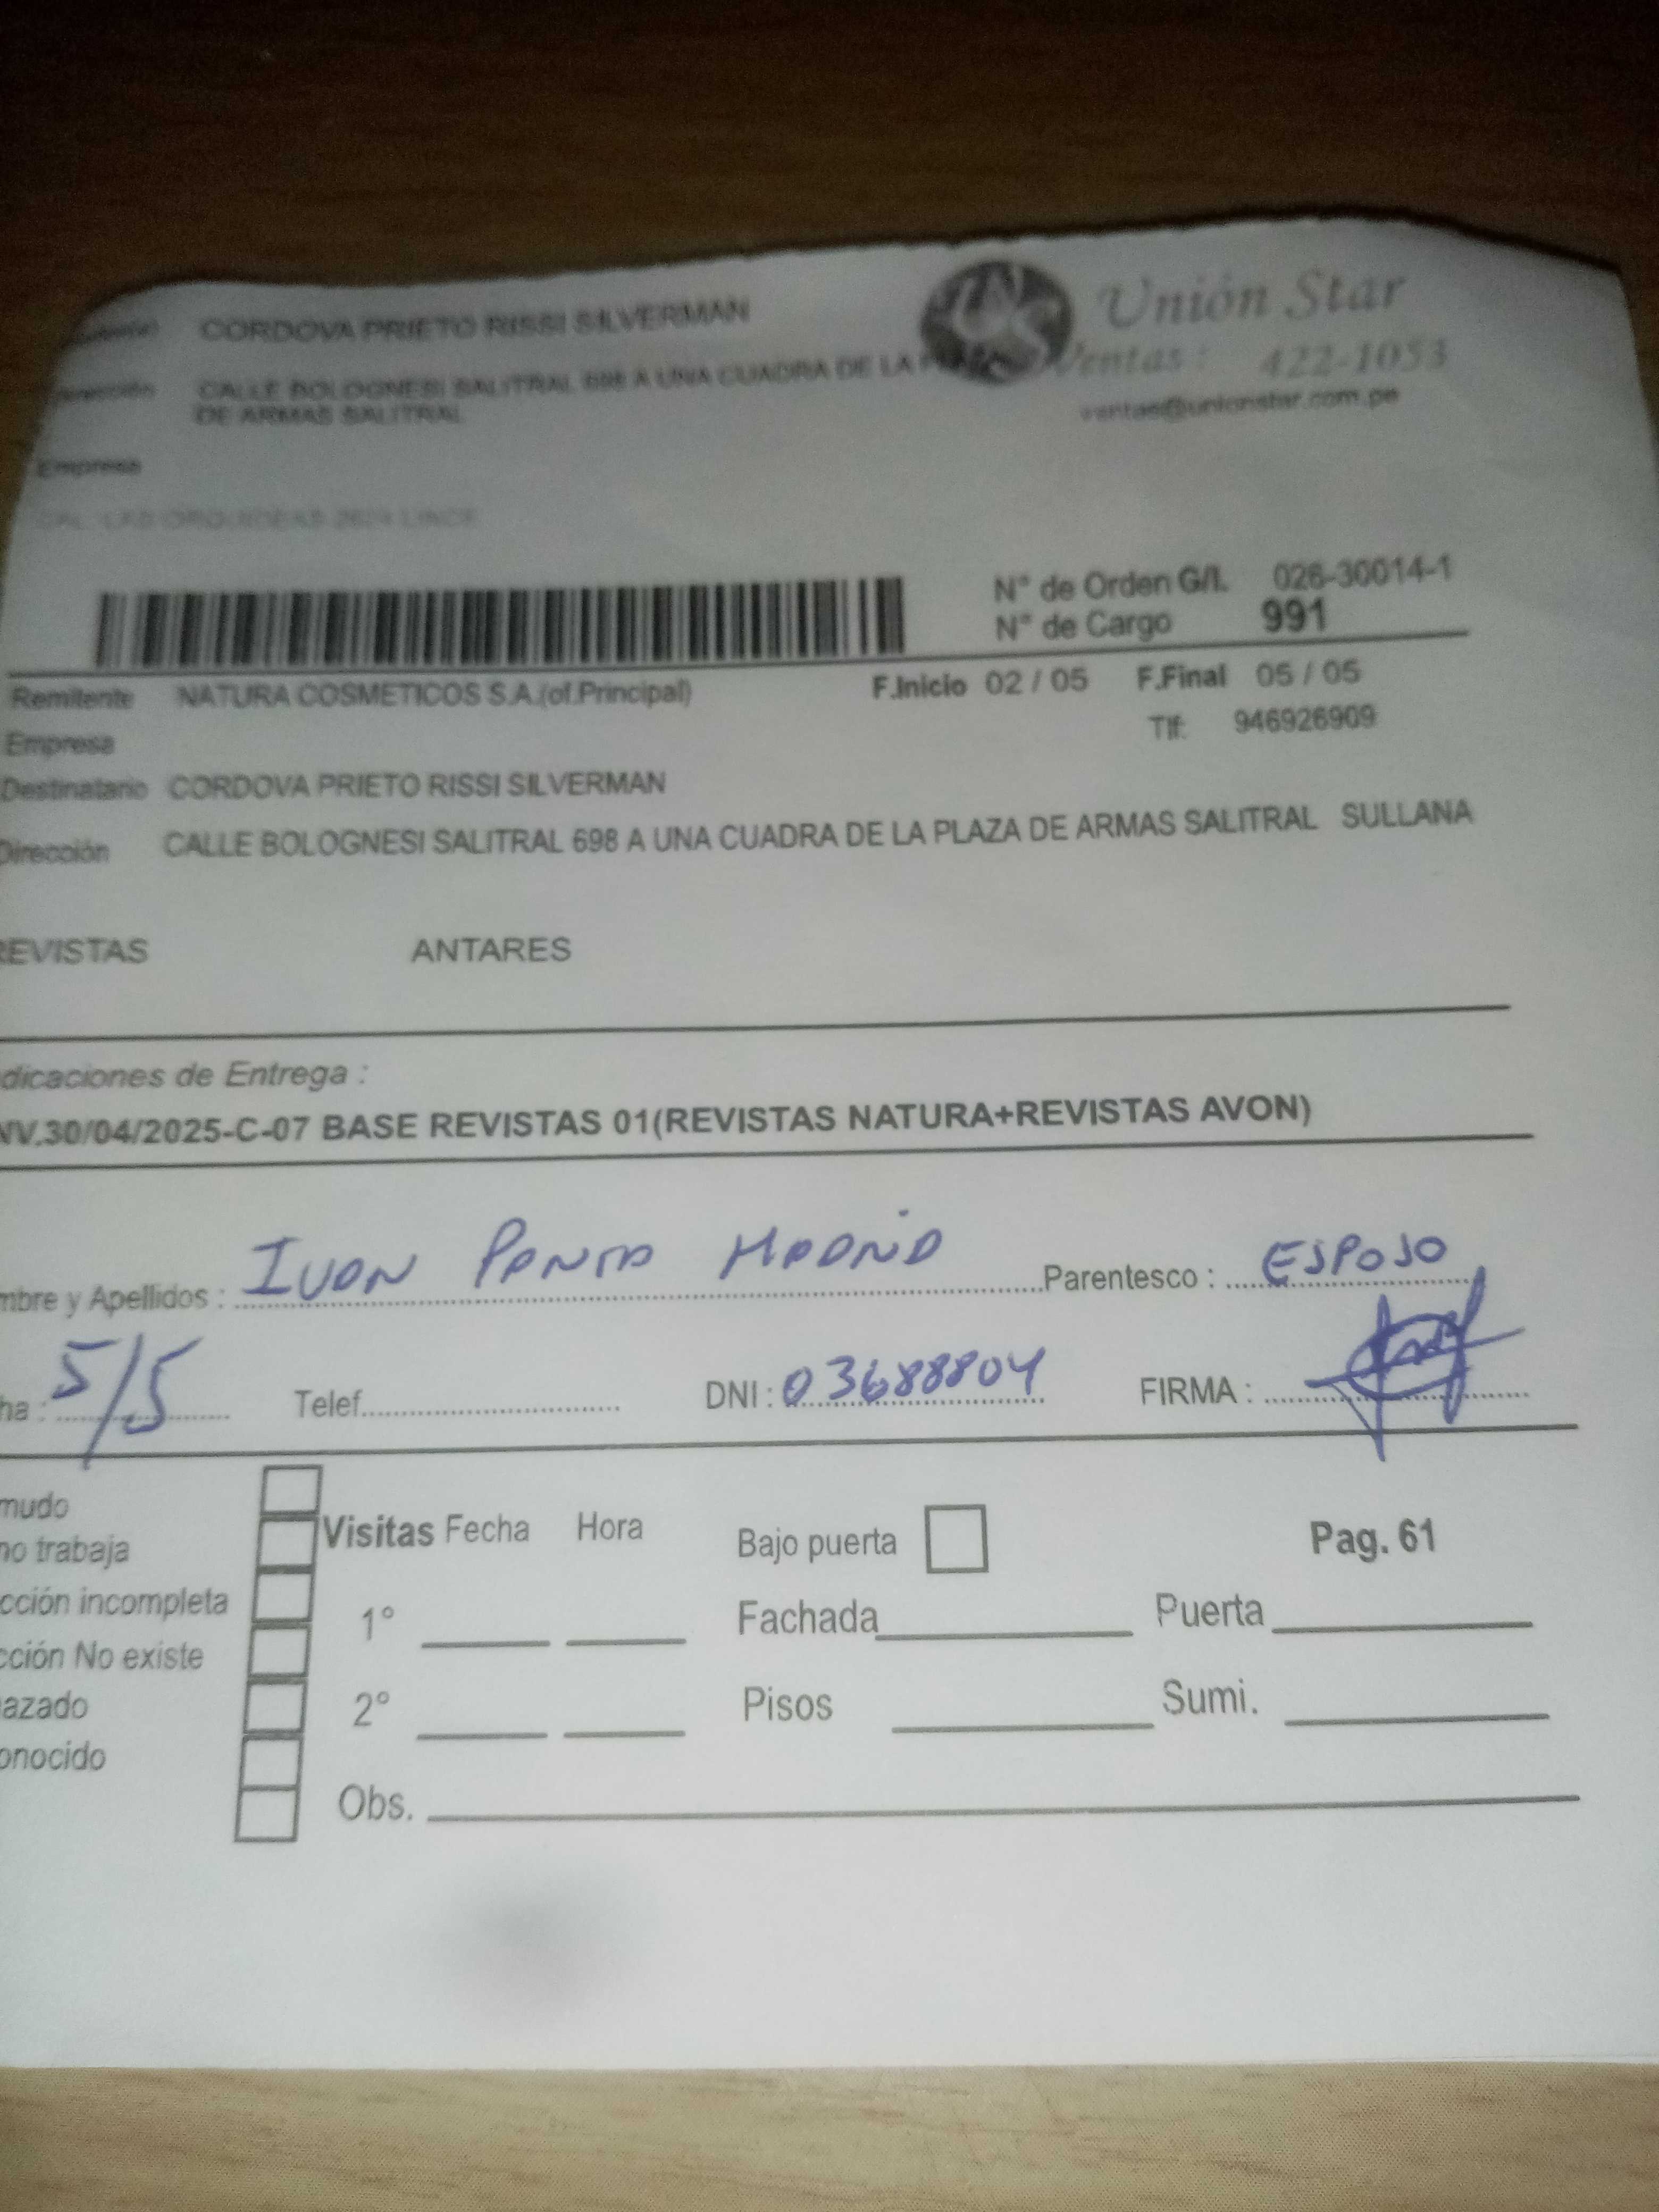 CORDOVA PRIETO RISSI SILVERMAN
Unión Star
CALLE BOLOGNESI SALITRAL 698 A UNA CUADRA DE LA
DE ARMAS SALITRAL
Ventas : 422-1053
ventas@unionstar.com.pe
Empresa
N° de Orden G/I. 026-30014-1
N° de Cargo 991
Remitente NATURA COSMETICOS S.A.(of.Principal) F.Inicio 02 / 05 F.Final 05 / 05
Empresa Tlf: 946926909
Destinatario CORDOVA PRIETO RISSI SILVERMAN
Dirección CALLE BOLOGNESI SALITRAL 698 A UNA CUADRA DE LA PLAZA DE ARMAS SALITRAL SULLANA
REVISTAS ANTARES
dicaciones de Entrega :
NV.30/04/2025-C-07 BASE REVISTAS 01(REVISTAS NATURA+REVISTAS AVON)
mbre y Apellidos : IVON PANTA MADRID Parentesco : ESPOSO
ha : 5/5 Telef. DNI : 03688804 FIRMA :
mudo
no trabaja Visitas Fecha Hora Bajo puerta Pag. 61
cción incompleta 1° Fachada Puerta
cción No existe
azado 2° Pisos Sumi.
onocido
Obs.